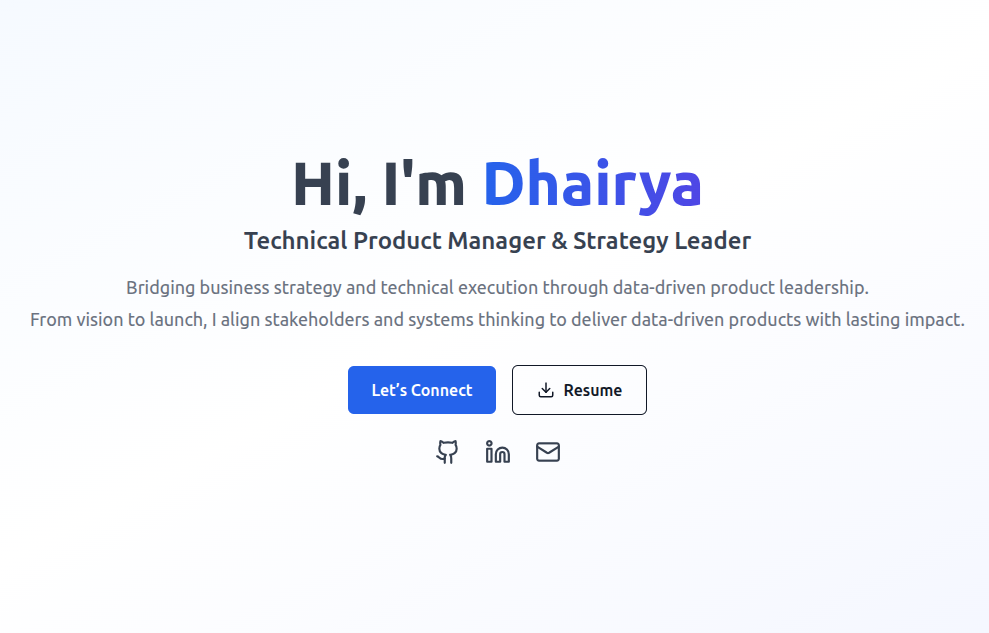 Hi, I'm Dhairya
Technical Product Manager & Strategy Leader
Bridging business strategy and technical execution through data-driven product leadership.
From vision to launch, I align stakeholders and systems thinking to deliver data-driven products with lasting impact.
Let’s Connect
Resume